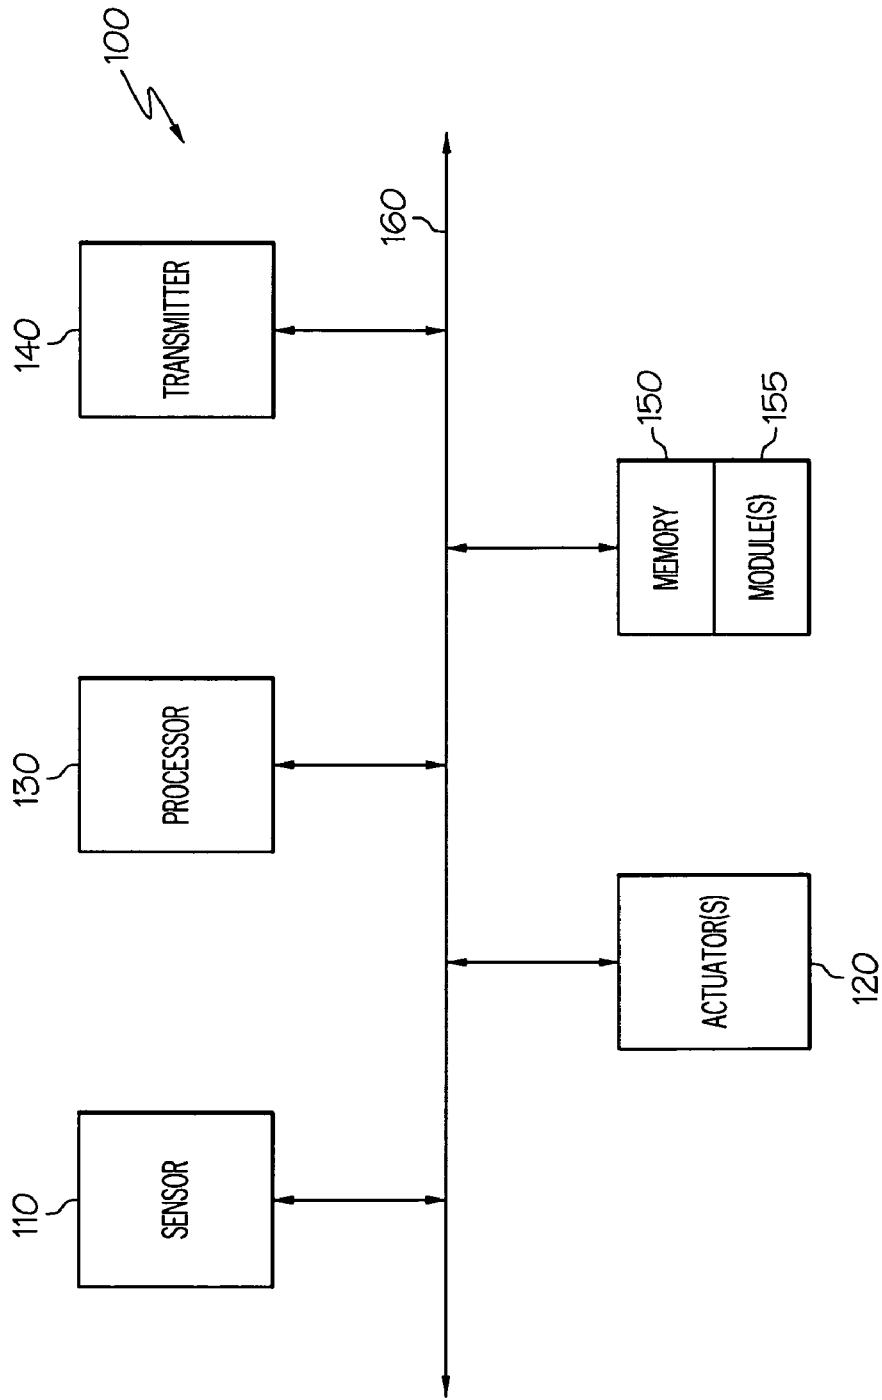 100
110
SENSOR
130
PROCESSOR
140
TRANSMITTER
160
ACTUATOR(S)
120
MEMORY
150
MODULE(S)
155